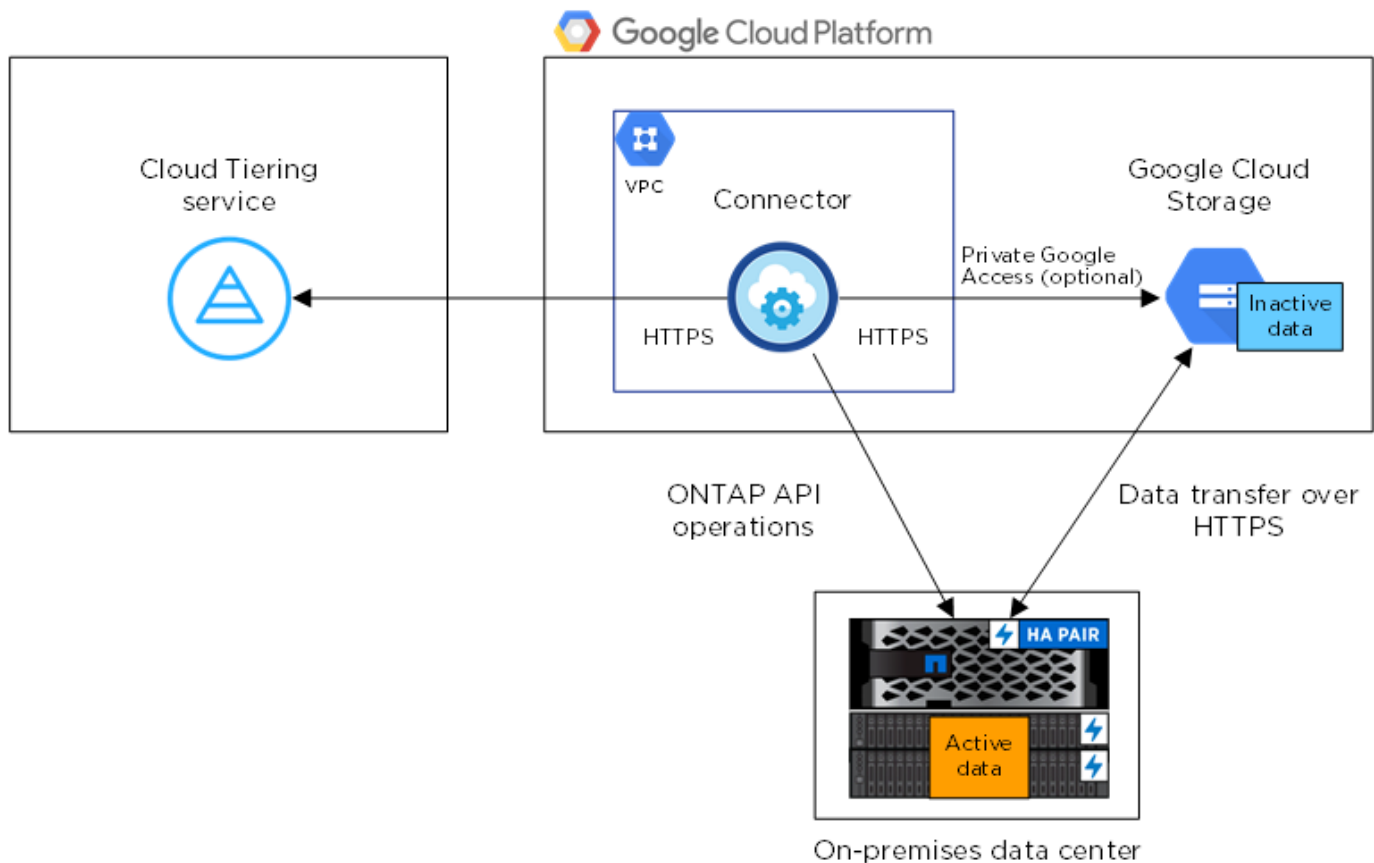 Google Cloud Platform
Cloud Tiering
service
VPC
Connector
Google Cloud
Storage
Private Google
Access (optional)
HTTPS
HTTPS
Inactive
data
ONTAP API
operations
Data transfer over
HTTPS
HA PAIR
Active
data
On-premises data center